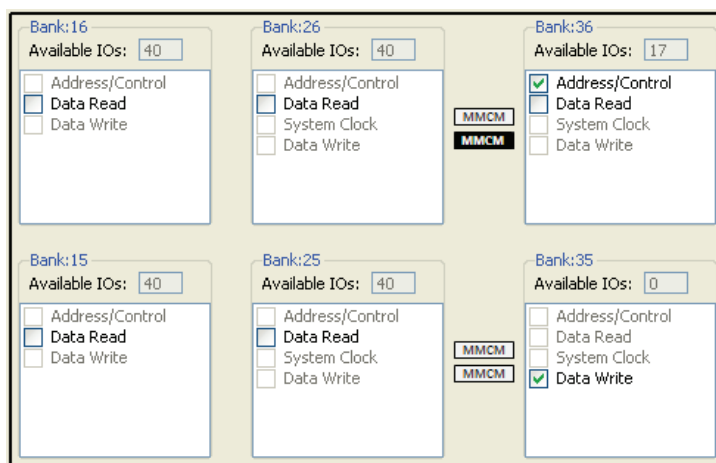 Bank:16
Available IOs: 40
Address/Control
Data Read
Data Write
Bank:26
Available IOs: 40
Address/Control
Data Read
System Clock
Data Write
MMCM
MMCM
Bank:36
Available IOs: 17
Address/Control
Data Read
System Clock
Data Write
Bank:15
Available IOs: 40
Address/Control
Data Read
Data Write
Bank:25
Available IOs: 40
Address/Control
Data Read
System Clock
Data Write
MMCM
MMCM
Bank:35
Available IOs: 0
Address/Control
Data Read
System Clock
Data Write